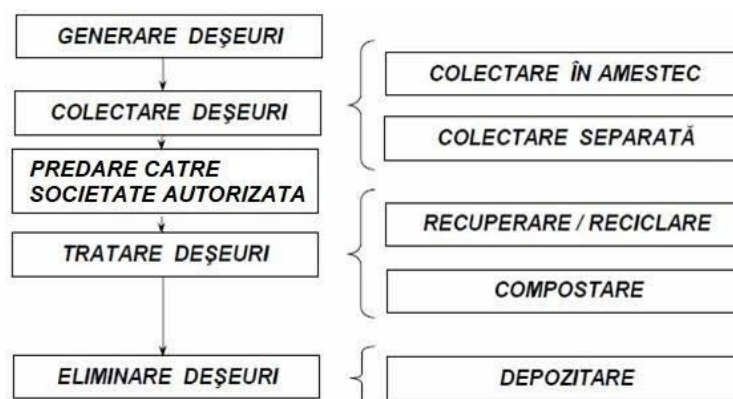 GENERARE DEŞEURI
COLECTARE DEŞEURI
COLECTARE ÎN AMESTEC
COLECTARE SEPARATĂ
PREDARE CATRE
SOCIETATE AUTORIZATA
TRATARE DEŞEURI
RECUPERARE / RECICLARE
COMPOSTARE
ELIMINARE DEŞEURI
DEPOZITARE